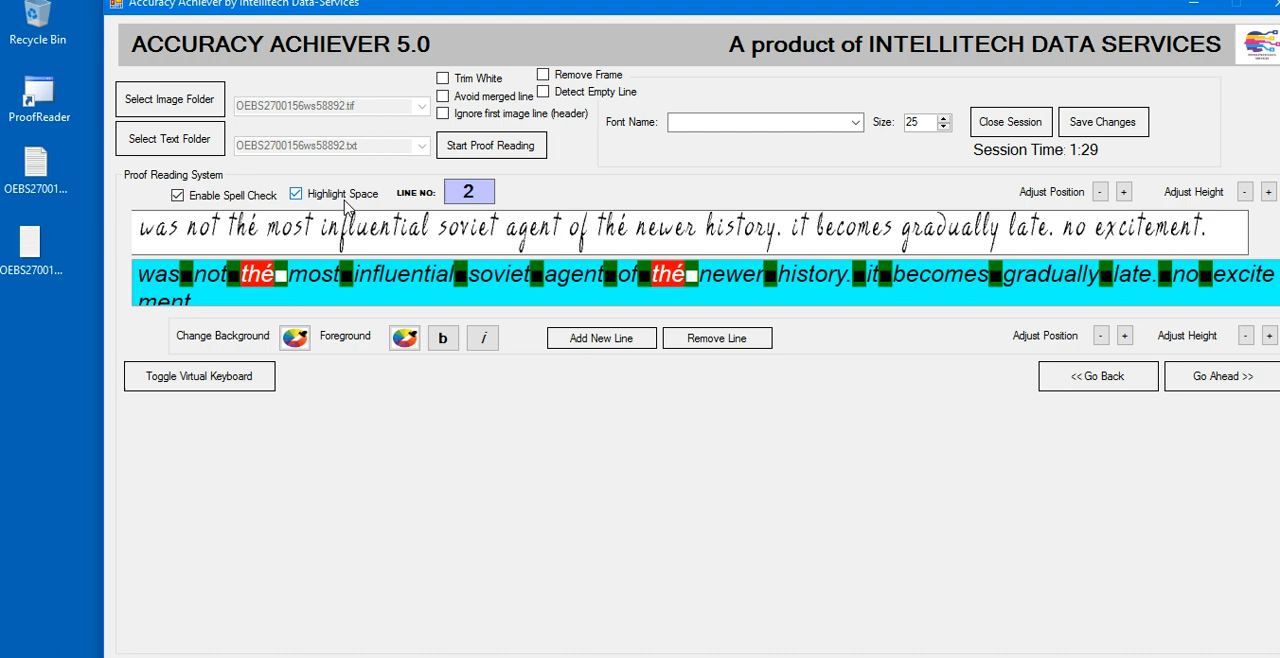 Accuracy Achiever by Intellitech Data-Services
Recycle Bin
ACCURACY ACHIEVER 5.0
A product of INTELLITECH DATA SERVICES
Select Image Folder
OEBS2700156ws58892.tif
Trim White
Remove Frame
Avoid merged line
Detect Empty Line
Ignore first image line (header)
Font Name:
Size:
25
Close Session
Save Changes
ProofReader
Select Text Folder
OEBS2700156ws58892.txt
Start Proof Reading
Session Time: 1:29
Proof Reading System
OEBS27001...
Enable Spell Check
Highlight Space
LINE NO:
2
Adjust Position
-
+
Adjust Height
-
+
was not thé most influential soviet agent of thé newer history. it becomes gradually late. no excitement.
was not thé most influential soviet agent of thé newer history. it becomes gradually late. no excite
ment
OEBS27001...
Change Background
Foreground
b
i
Add New Line
Remove Line
Adjust Position
-
+
Adjust Height
-
+
Toggle Virtual Keyboard
<< Go Back
Go Ahead >>